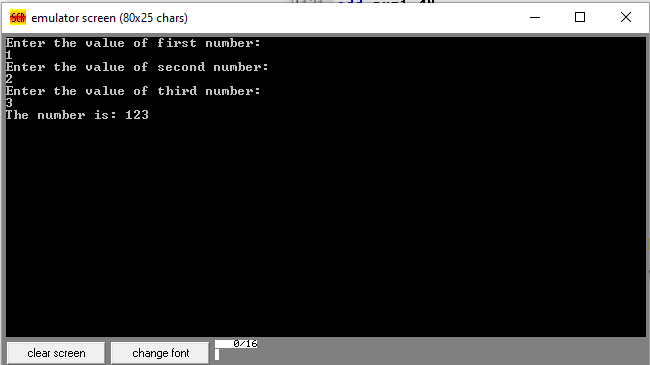 SCR emulator screen (80x25 chars)
Enter the value of first number:
1
Enter the value of second number:
2
Enter the value of third number:
3
The number is: 123
clear screen change font 0/16